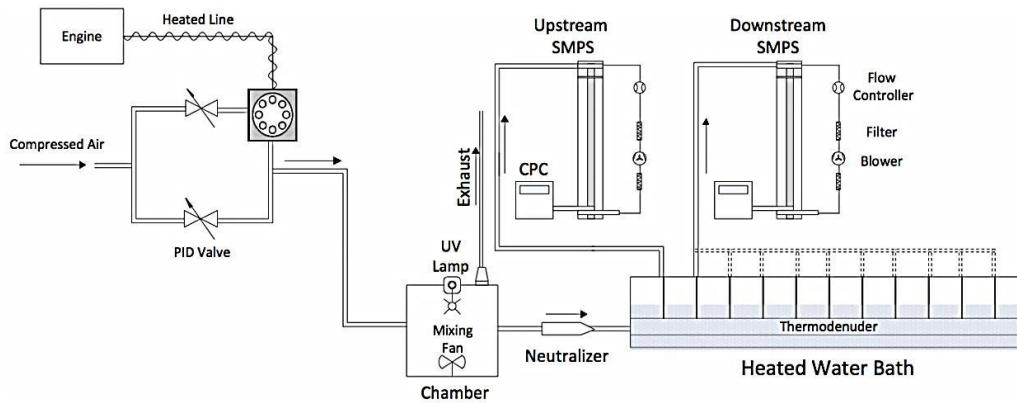 Engine
Heated Line
Upstream
SMPS
Downstream
SMPS
Flow
Controller
Compressed Air
Filter
Exhaust
CPC
Blower
PID Valve
UV
Lamp
Mixing
Fan
Chamber
Neutralizer
Thermodenuder
Heated Water Bath